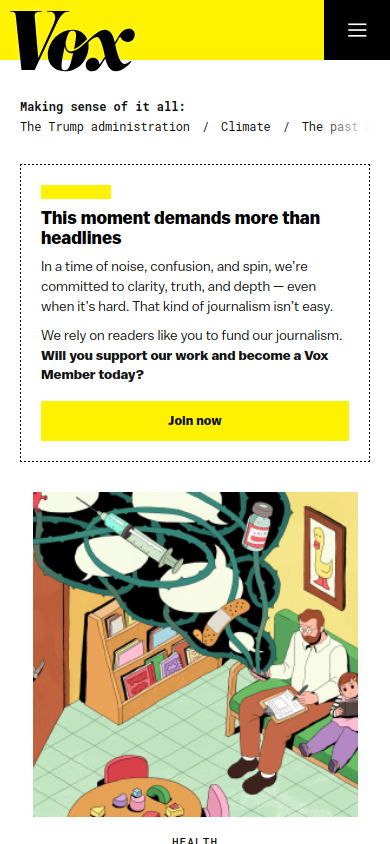 Vox
Making sense of it all:
The Trump administration / Climate / The past
This moment demands more than
headlines
In a time of noise, confusion, and spin, we're
committed to clarity, truth, and depth — even
when it's hard. That kind of journalism isn't easy.
We rely on readers like you to fund our journalism.
Will you support our work and become a Vox
Member today?
Join now
HEALTH